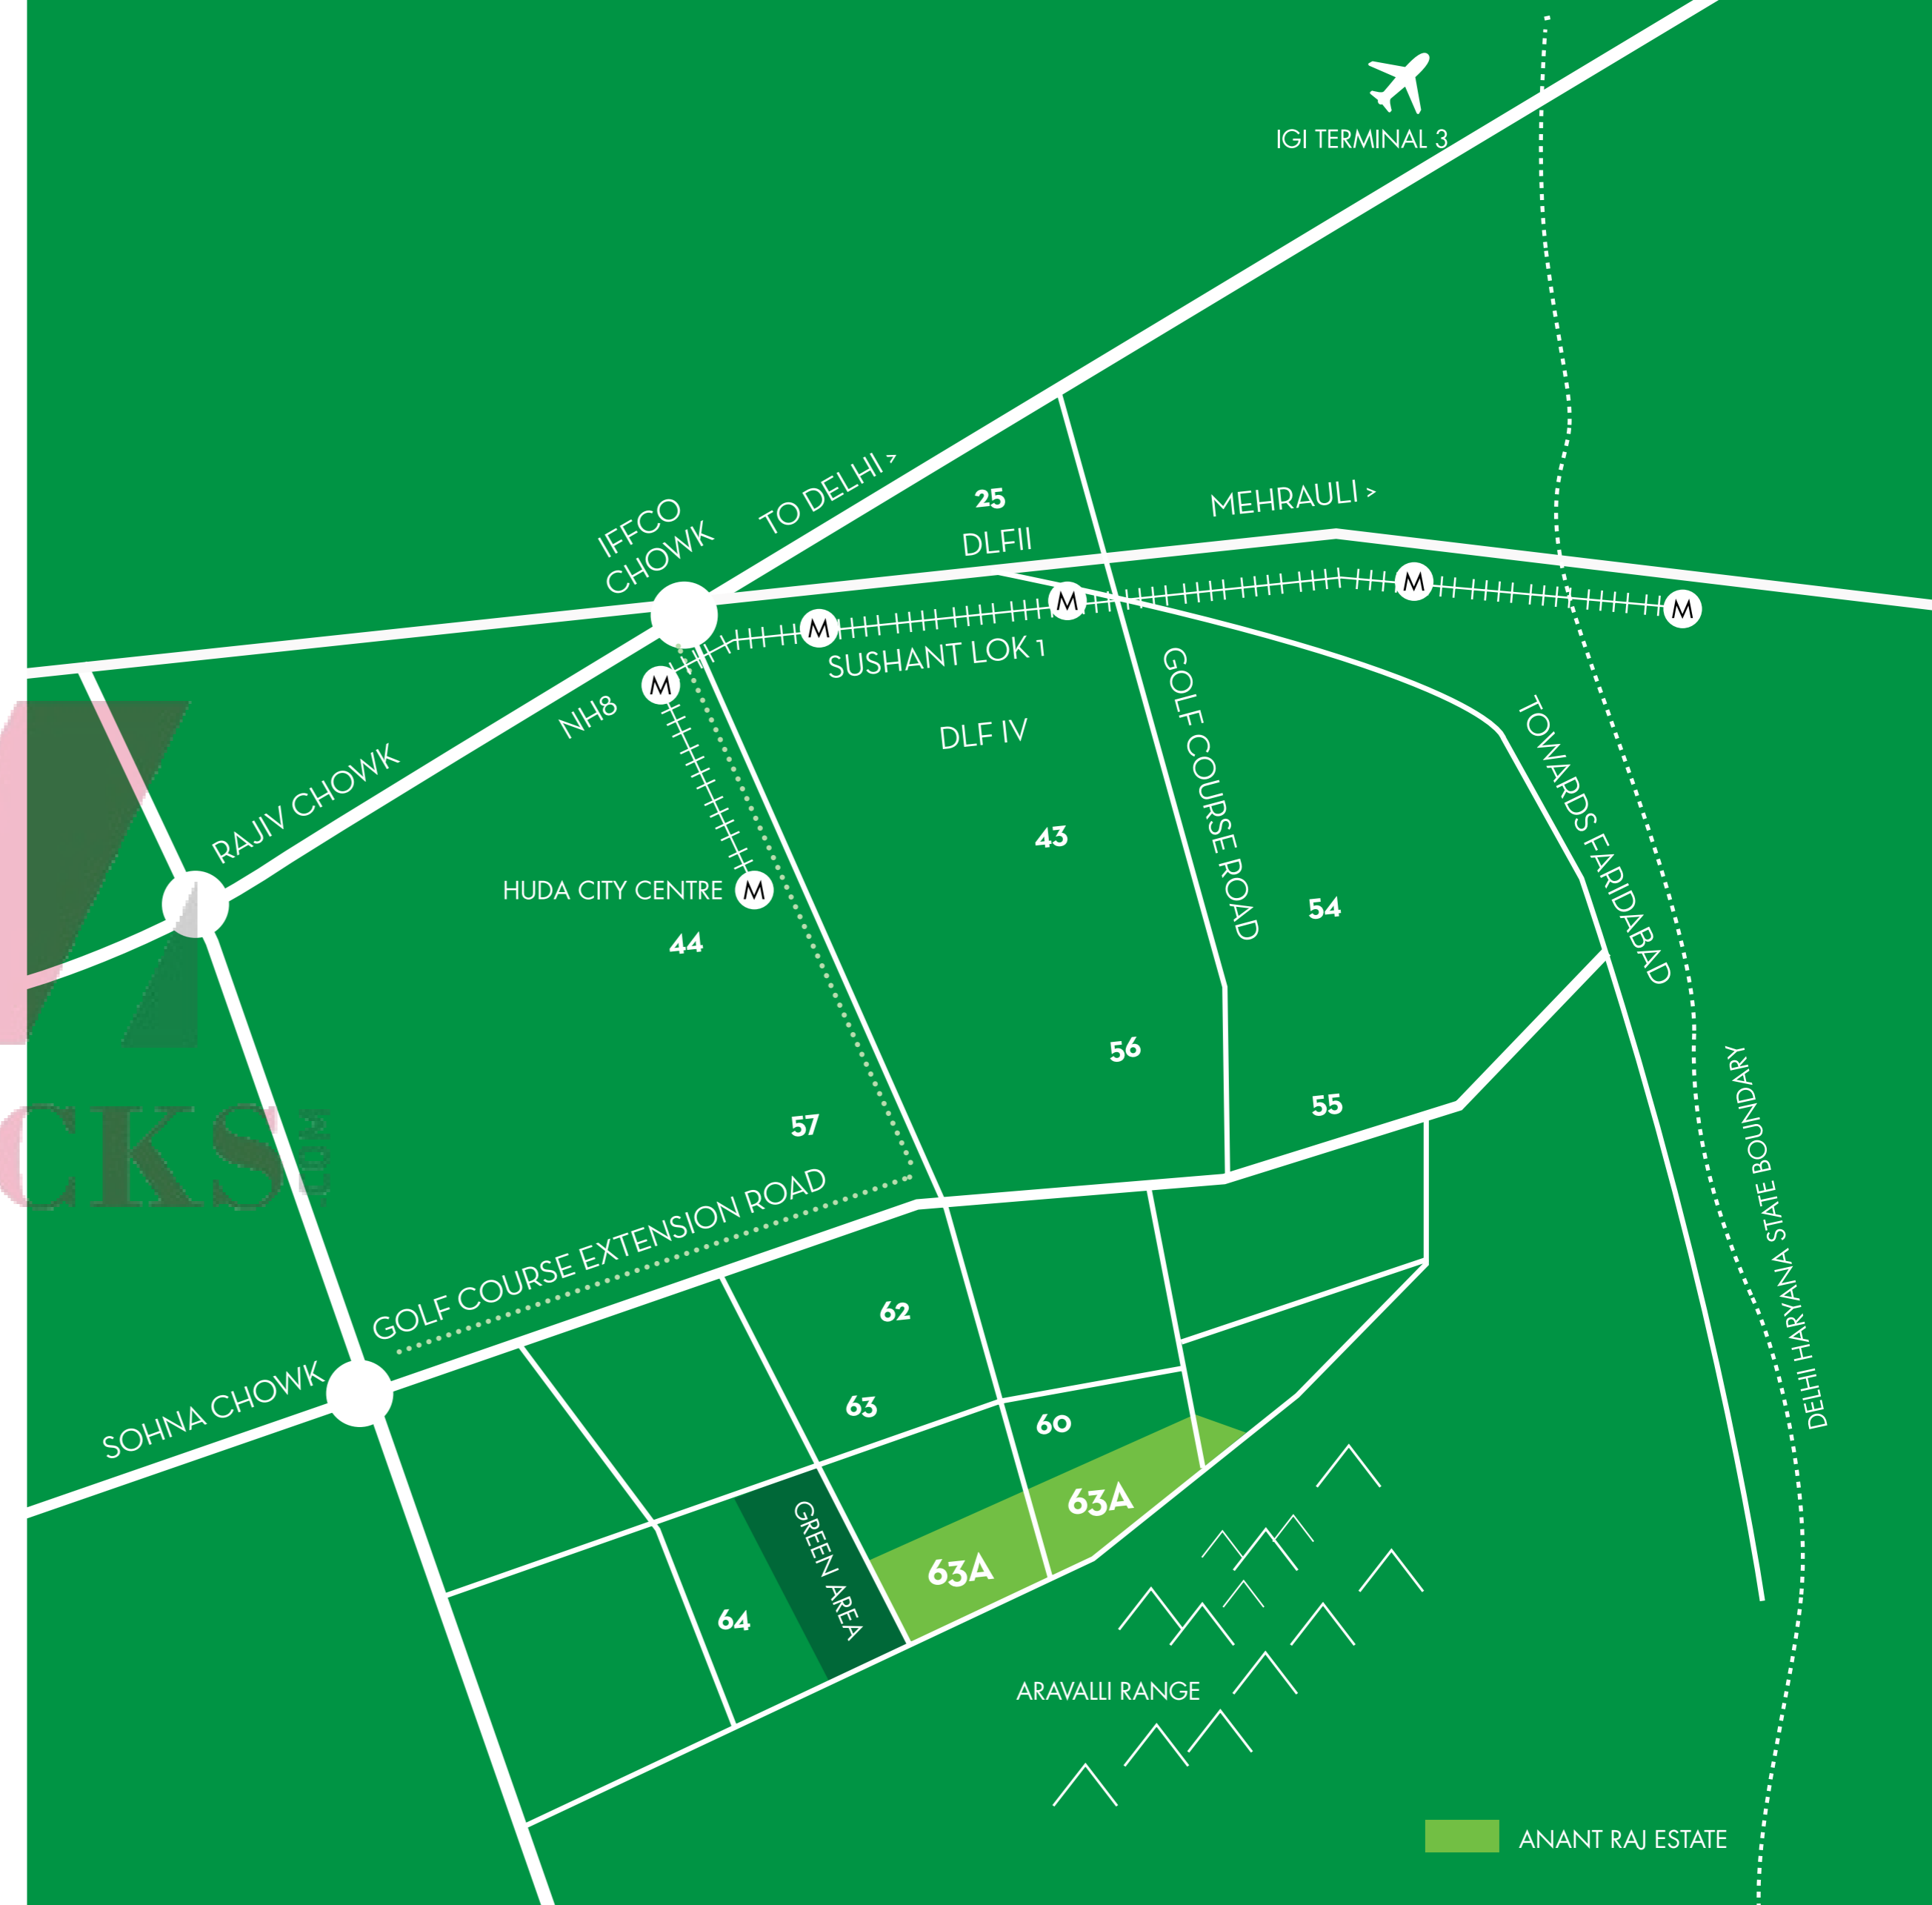 IGI TERMINAL 3
TO DELHI >
IFFCO
CHOWK
25
MEHRAULI >
DLFII
M
M
M
M
SUSHANT LOK 1
M
NH8
DLF IV
GOLF COURSE ROAD
TOWARDS FARIDABAD
RAJIV CHOWK
43
HUDA CITY CENTRE
M
54
44
56
55
57
DELHI HARYANA STATE BOUNDARY
CKS
.COM
GOLF COURSE EXTENSION ROAD
62
SOHNA CHOWK
63
60
63A
63A
GREEN AREA
64
ARAVALLI RANGE
ANANT RAJ ESTATE